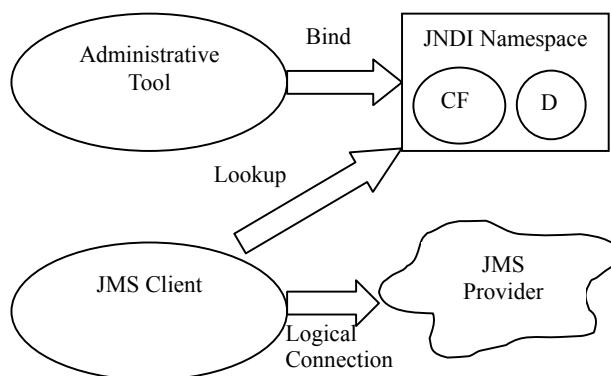 Bind
Administrative
Tool
JNDI Namespace
CF
D
Lookup
JMS Client
JMS
Provider
Logical
Connection